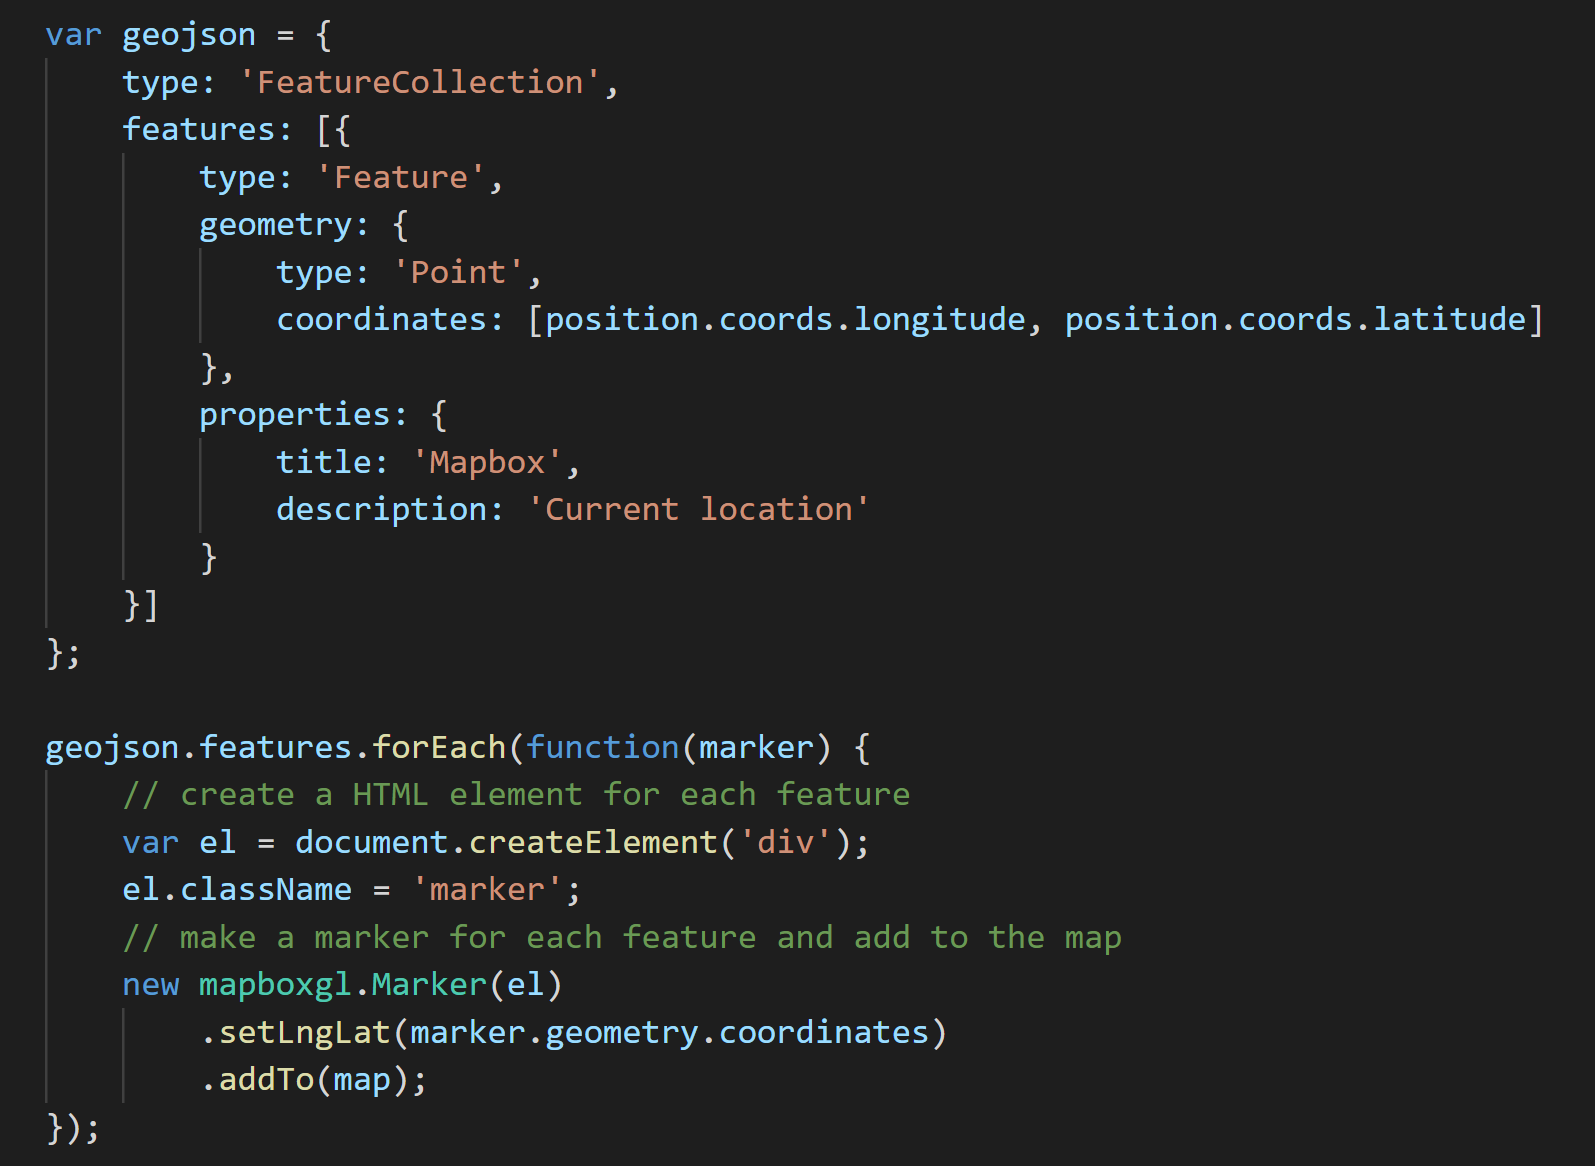 var geojson = {
    type: 'FeatureCollection',
    features: [{
        type: 'Feature',
        geometry: {
            type: 'Point',
            coordinates: [position.coords.longitude, position.coords.latitude]
        },
        properties: {
            title: 'Mapbox',
            description: 'Current location'
        }
    }]
};

geojson.features.forEach(function(marker) {
    // create a HTML element for each feature
    var el = document.createElement('div');
    el.className = 'marker';
    // make a marker for each feature and add to the map
    new mapboxgl.Marker(el)
        .setLngLat(marker.geometry.coordinates)
        .addTo(map);
});